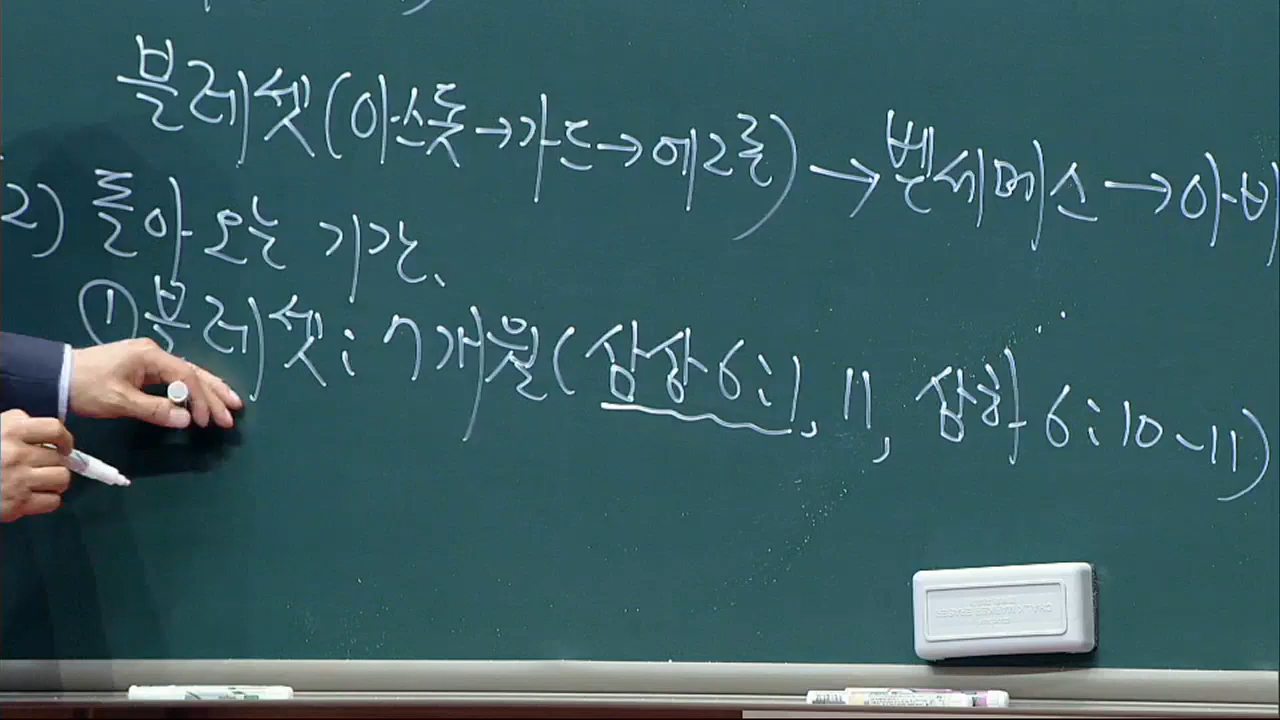 블레셋(아스돗→가드→에그론)→벧세메스→아비
2) 돌아오는 기간
① 블레셋: 7개월(삼상 6:1, 11, 삼하 6:10~11)